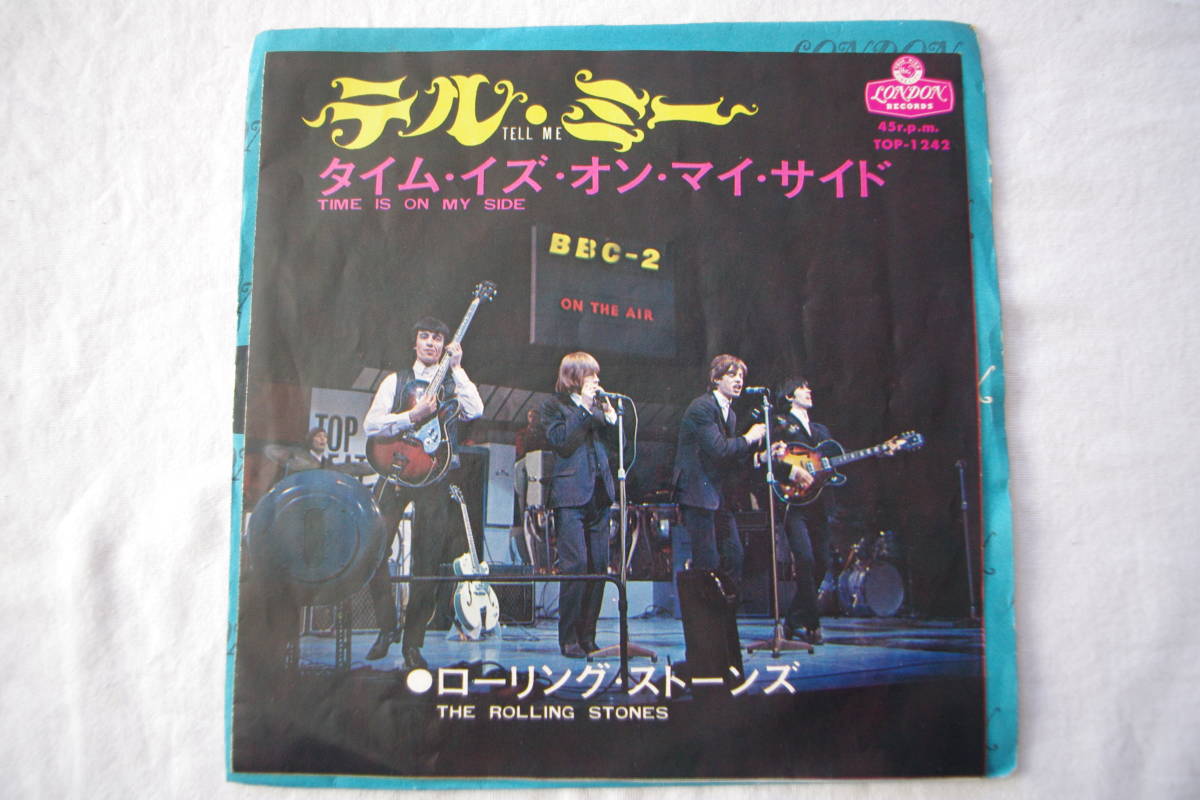 LONDON
テル・ミー
TELL ME
LONDON
RECORDS
45r.p.m.
TOP-1242
タイム・イズ・オン・マイ・サイド
TIME IS ON MY SIDE
BBC-2
ON THE AIR
TOP
●ローリング・ストーンズ
THE ROLLING STONES